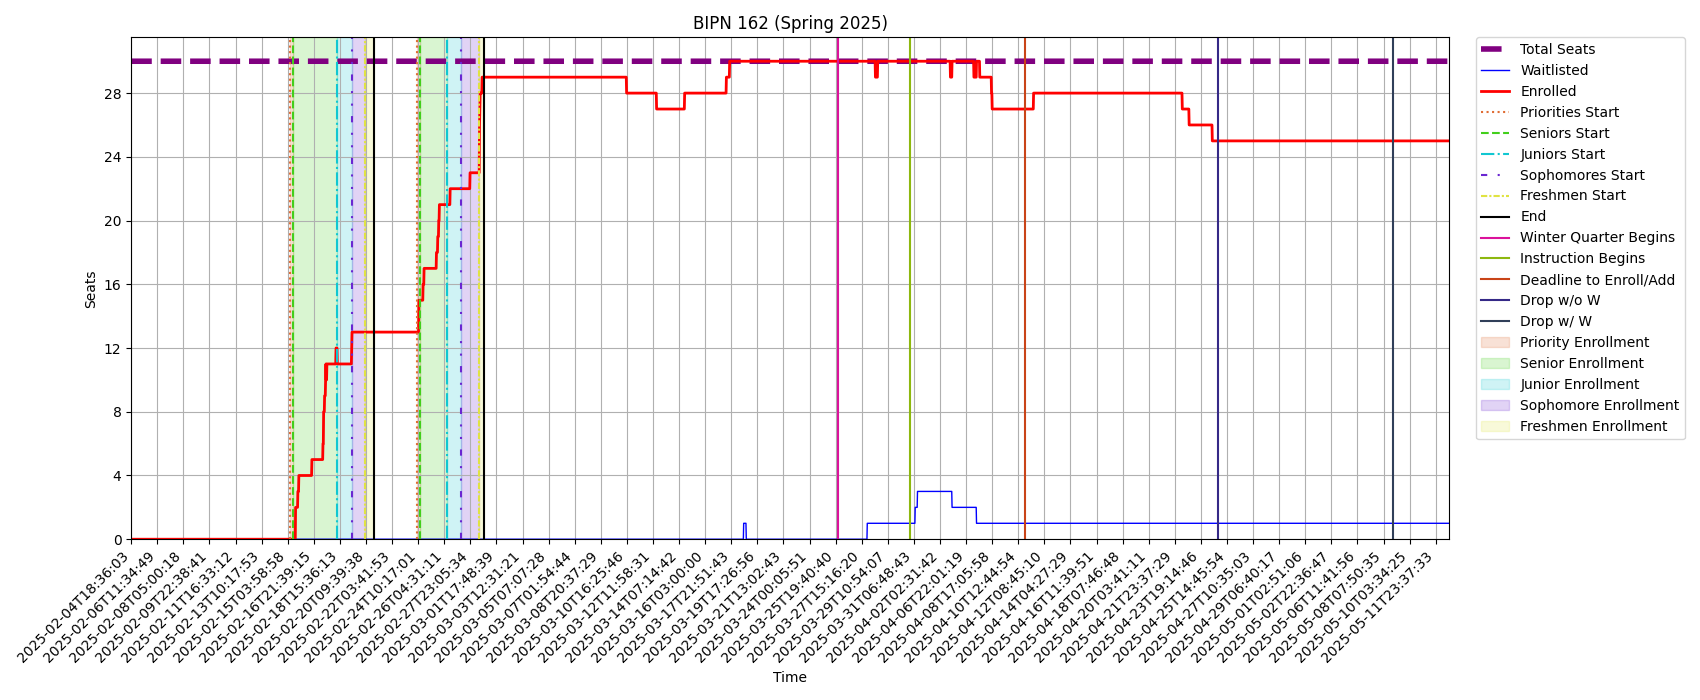 BIPN 162 (Spring 2025)
Seats
28
24
20
16
12
8
4
0
2025-02-04T18:36:03
2025-02-06T11:34:49
2025-02-08T05:00:18
2025-02-09T22:38:41
2025-02-11T16:33:12
2025-02-13T10:17:53
2025-02-15T03:58:58
2025-02-16T21:39:15
2025-02-18T15:36:13
2025-02-20T09:39:38
2025-02-22T03:41:53
2025-02-24T10:17:01
2025-02-26T04:31:11
2025-02-27T23:05:34
2025-03-01T17:48:39
2025-03-03T12:31:21
2025-03-05T07:07:28
2025-03-07T01:54:44
2025-03-08T20:37:29
2025-03-10T16:25:46
2025-03-12T11:58:31
2025-03-14T07:14:42
2025-03-16T03:00:00
2025-03-17T21:51:43
2025-03-19T17:26:56
2025-03-21T13:02:43
2025-03-24T00:05:51
2025-03-25T19:40:40
2025-03-27T15:16:20
2025-03-29T10:54:07
2025-03-31T06:48:43
2025-04-02T02:31:42
2025-04-06T22:01:19
2025-04-08T17:05:58
2025-04-10T12:44:54
2025-04-12T08:45:10
2025-04-14T04:27:29
2025-04-16T11:39:51
2025-04-18T07:46:48
2025-04-20T03:41:11
2025-04-21T23:37:29
2025-04-23T19:14:46
2025-04-25T14:45:54
2025-04-27T10:35:03
2025-04-29T06:40:17
2025-05-01T02:51:06
2025-05-02T22:36:47
2025-05-06T11:41:56
2025-05-08T07:50:35
2025-05-10T03:34:25
2025-05-11T23:37:33
Time
Total Seats
Waitlisted
Enrolled
Priorities Start
Seniors Start
Juniors Start
Sophomores Start
Freshmen Start
End
Winter Quarter Begins
Instruction Begins
Deadline to Enroll/Add
Drop w/o W
Drop w/ W
Priority Enrollment
Senior Enrollment
Junior Enrollment
Sophomore Enrollment
Freshmen Enrollment